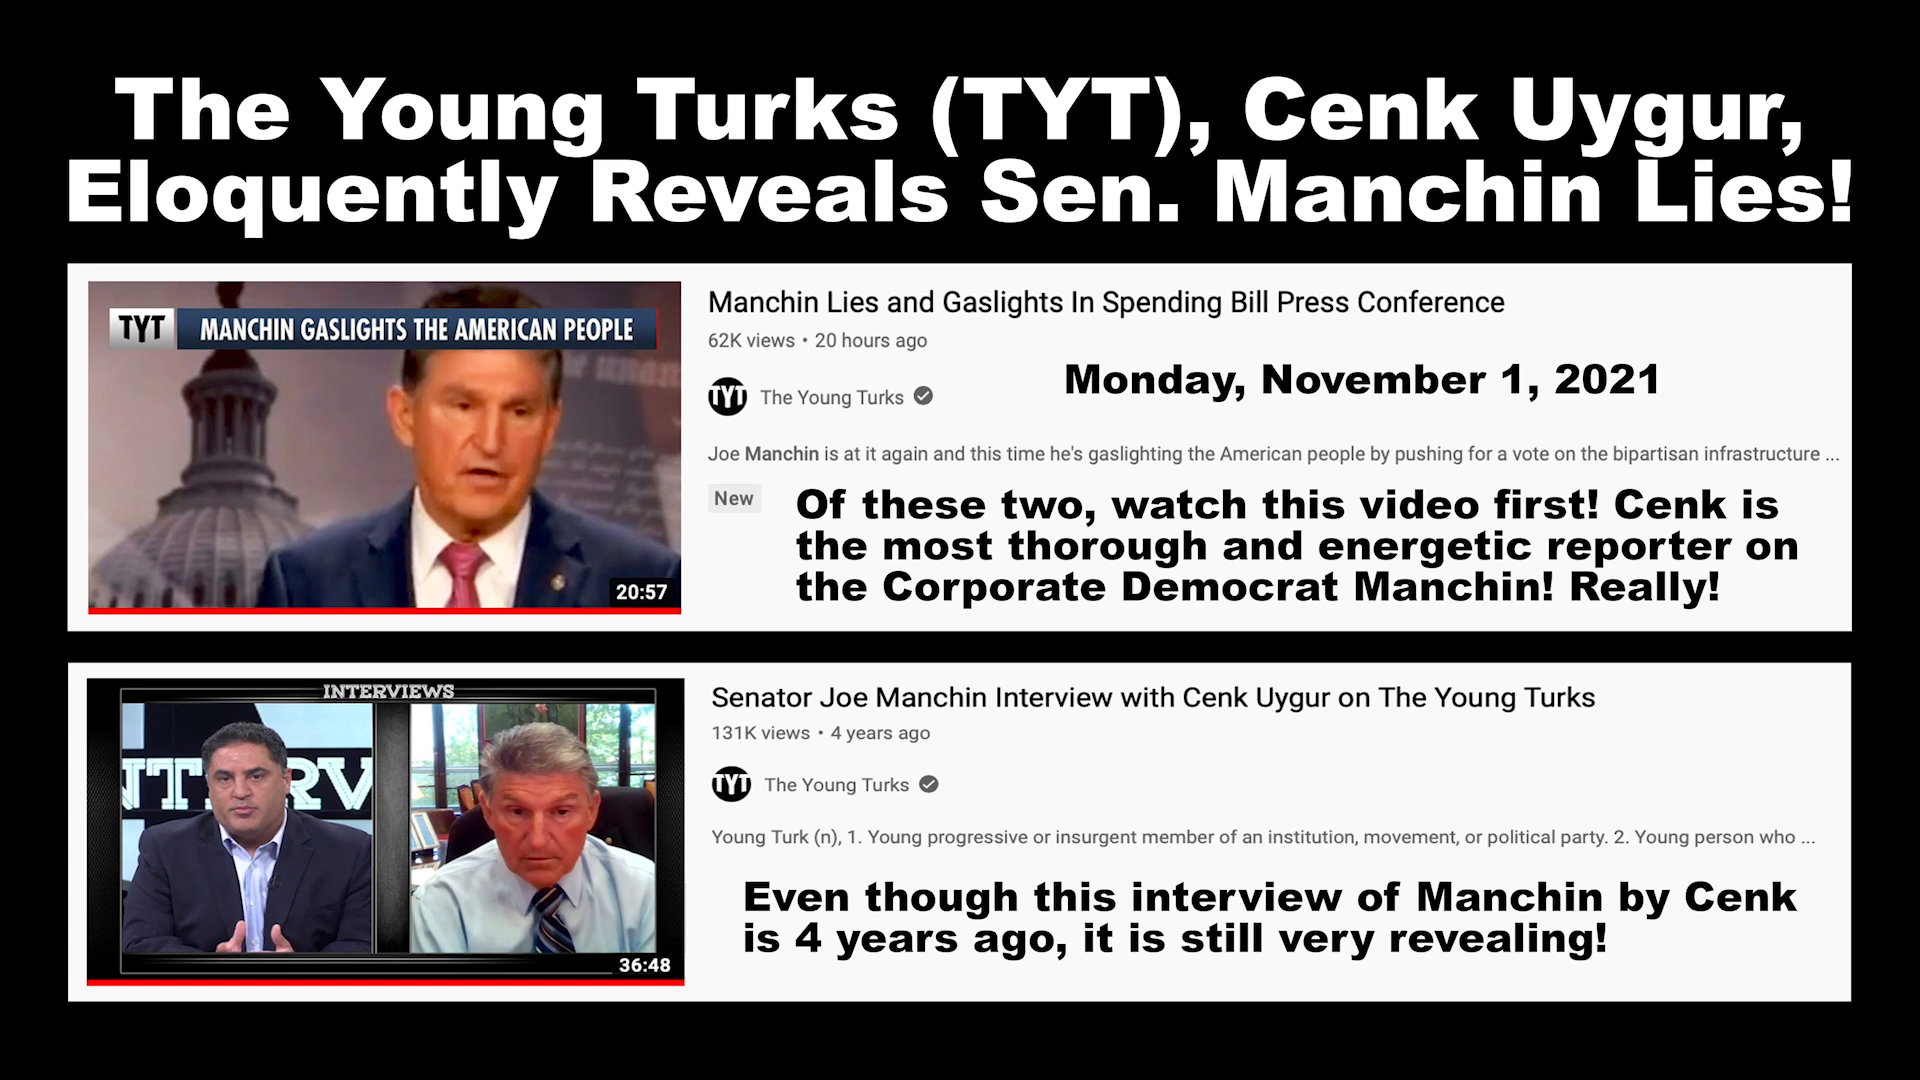 The Young Turks (TYT), Cenk Uygur,
Eloquently Reveals Sen. Manchin Lies!
TYT MANCHIN GASLIGHTS THE AMERICAN PEOPLE
20:57
Manchin Lies and Gaslights In Spending Bill Press Conference
62K views • 20 hours ago
Monday, November 1, 2021
TYT The Young Turks
Joe Manchin is at it again and this time he's gaslighting the American people by pushing for a vote on the bipartisan infrastructure ...
New
Of these two, watch this video first! Cenk is
the most thorough and energetic reporter on
the Corporate Democrat Manchin! Really!
INTERVIEWS
NT RV
36:48
Senator Joe Manchin Interview with Cenk Uygur on The Young Turks
131K views • 4 years ago
TYT The Young Turks
Young Turk (n), 1. Young progressive or insurgent member of an institution, movement, or political party. 2. Young person who ...
Even though this interview of Manchin by Cenk
is 4 years ago, it is still very revealing!